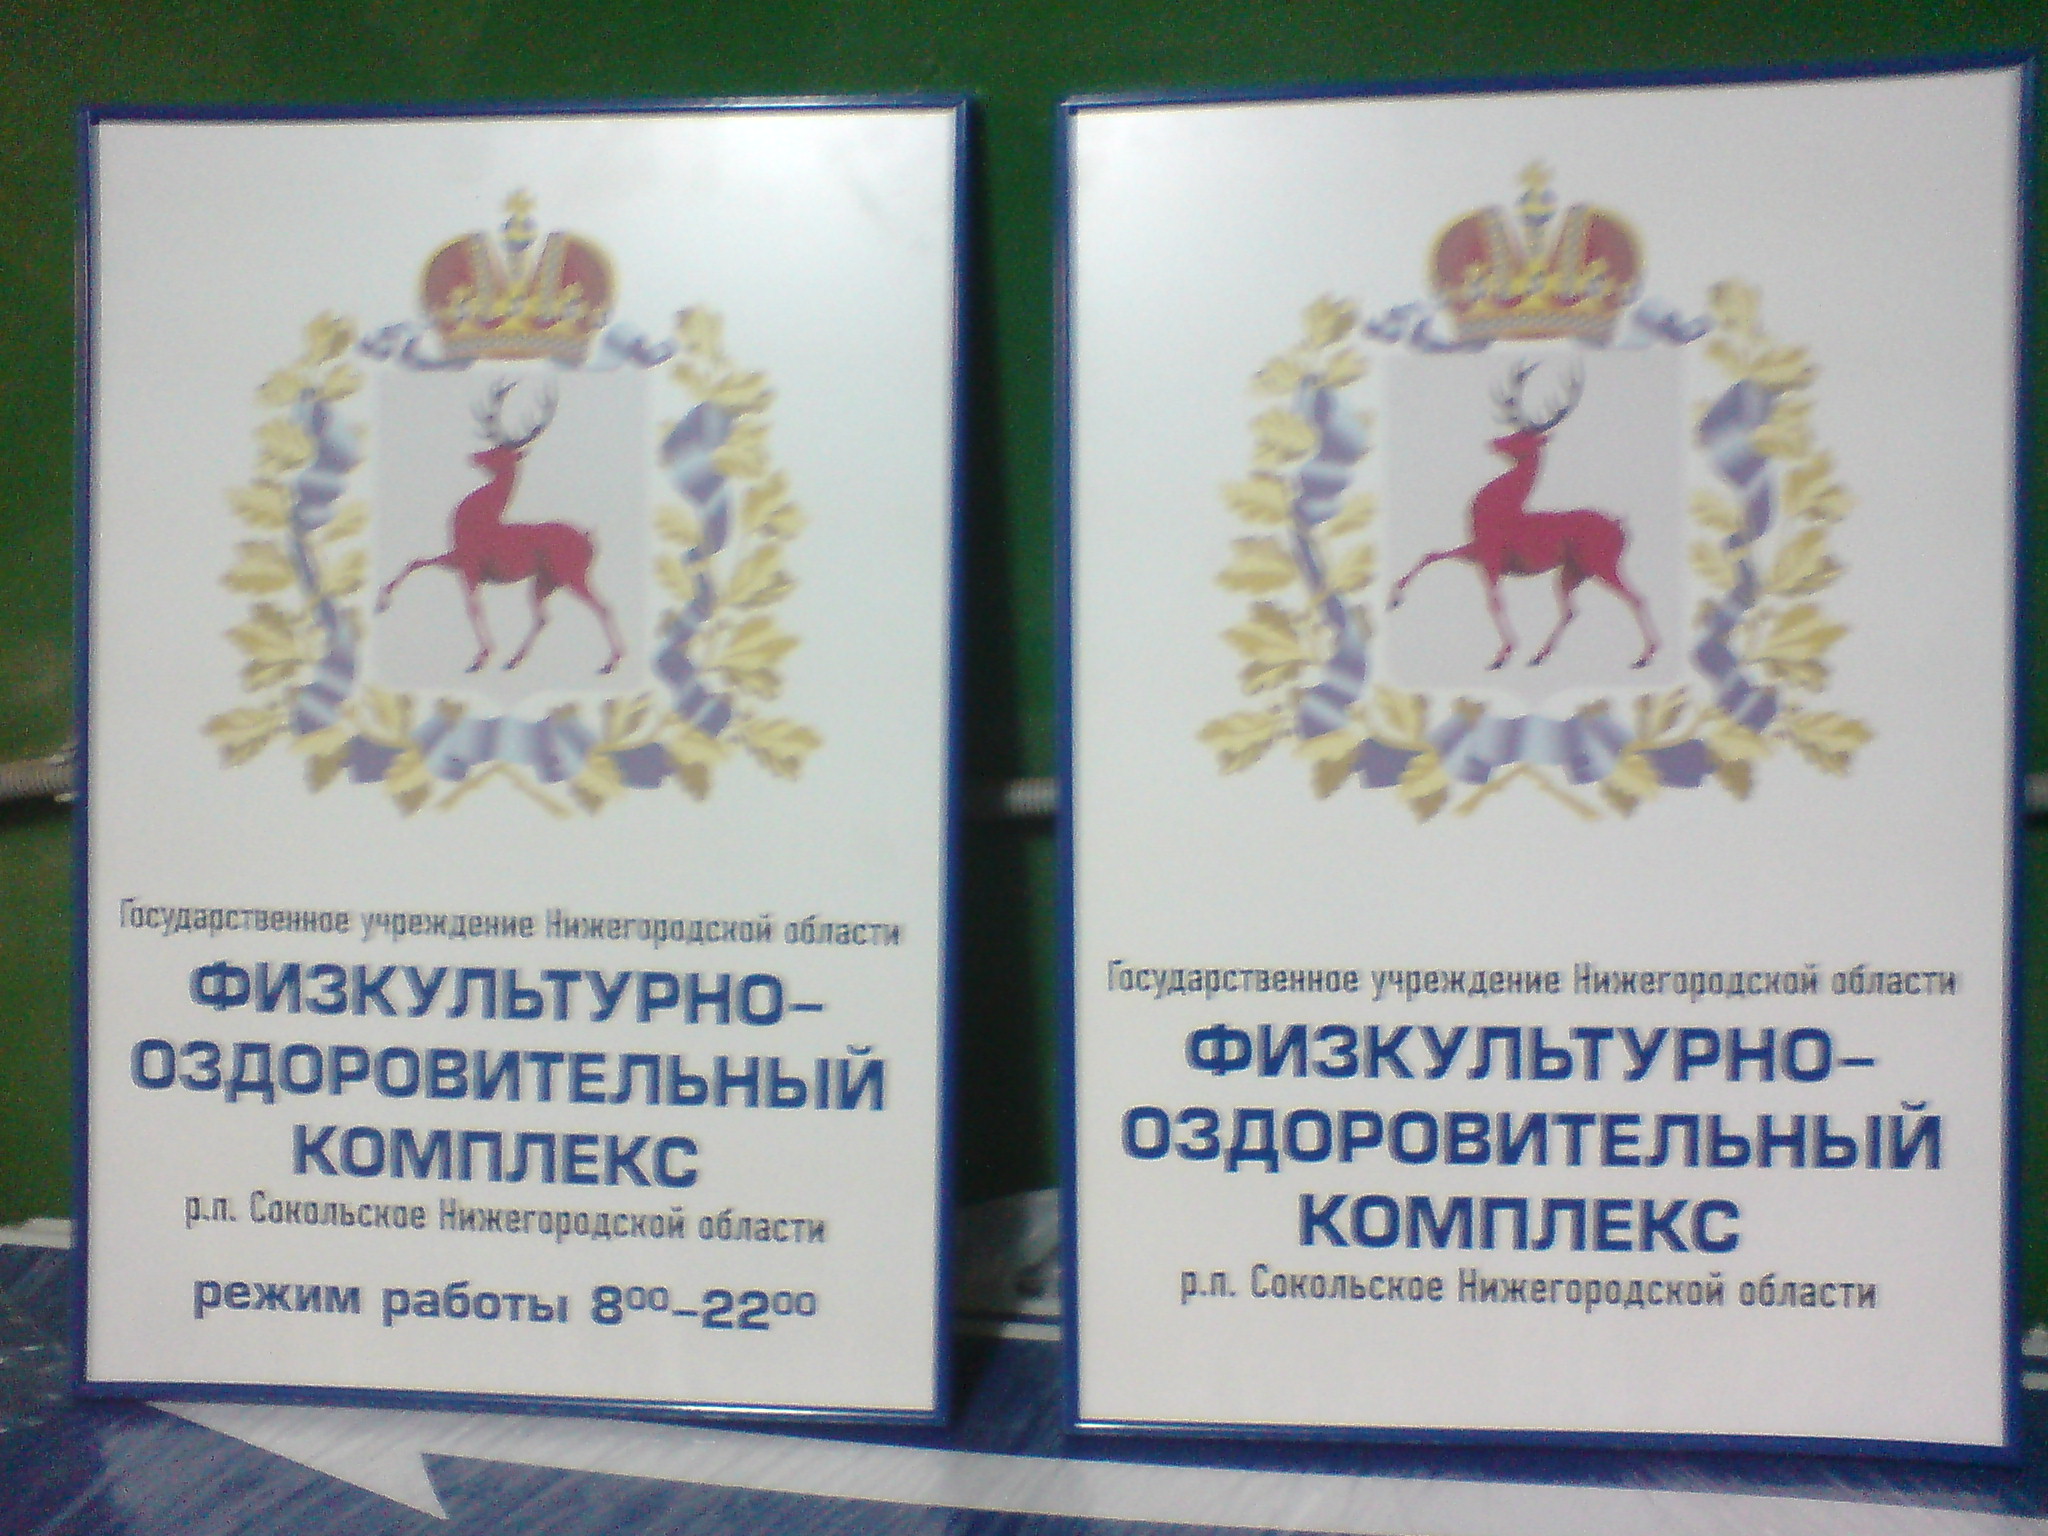 Государственное учреждение Нижегородской области
ФИЗКУЛЬТУРНО-
ОЗДОРОВИТЕЛЬНЫЙ
КОМПЛЕКС
р.п. Сокольское Нижегородской области
режим работы 8⁰⁰-22⁰⁰
Государственное учреждение Нижегородской области
ФИЗКУЛЬТУРНО-
ОЗДОРОВИТЕЛЬНЫЙ
КОМПЛЕКС
р.п. Сокольское Нижегородской области